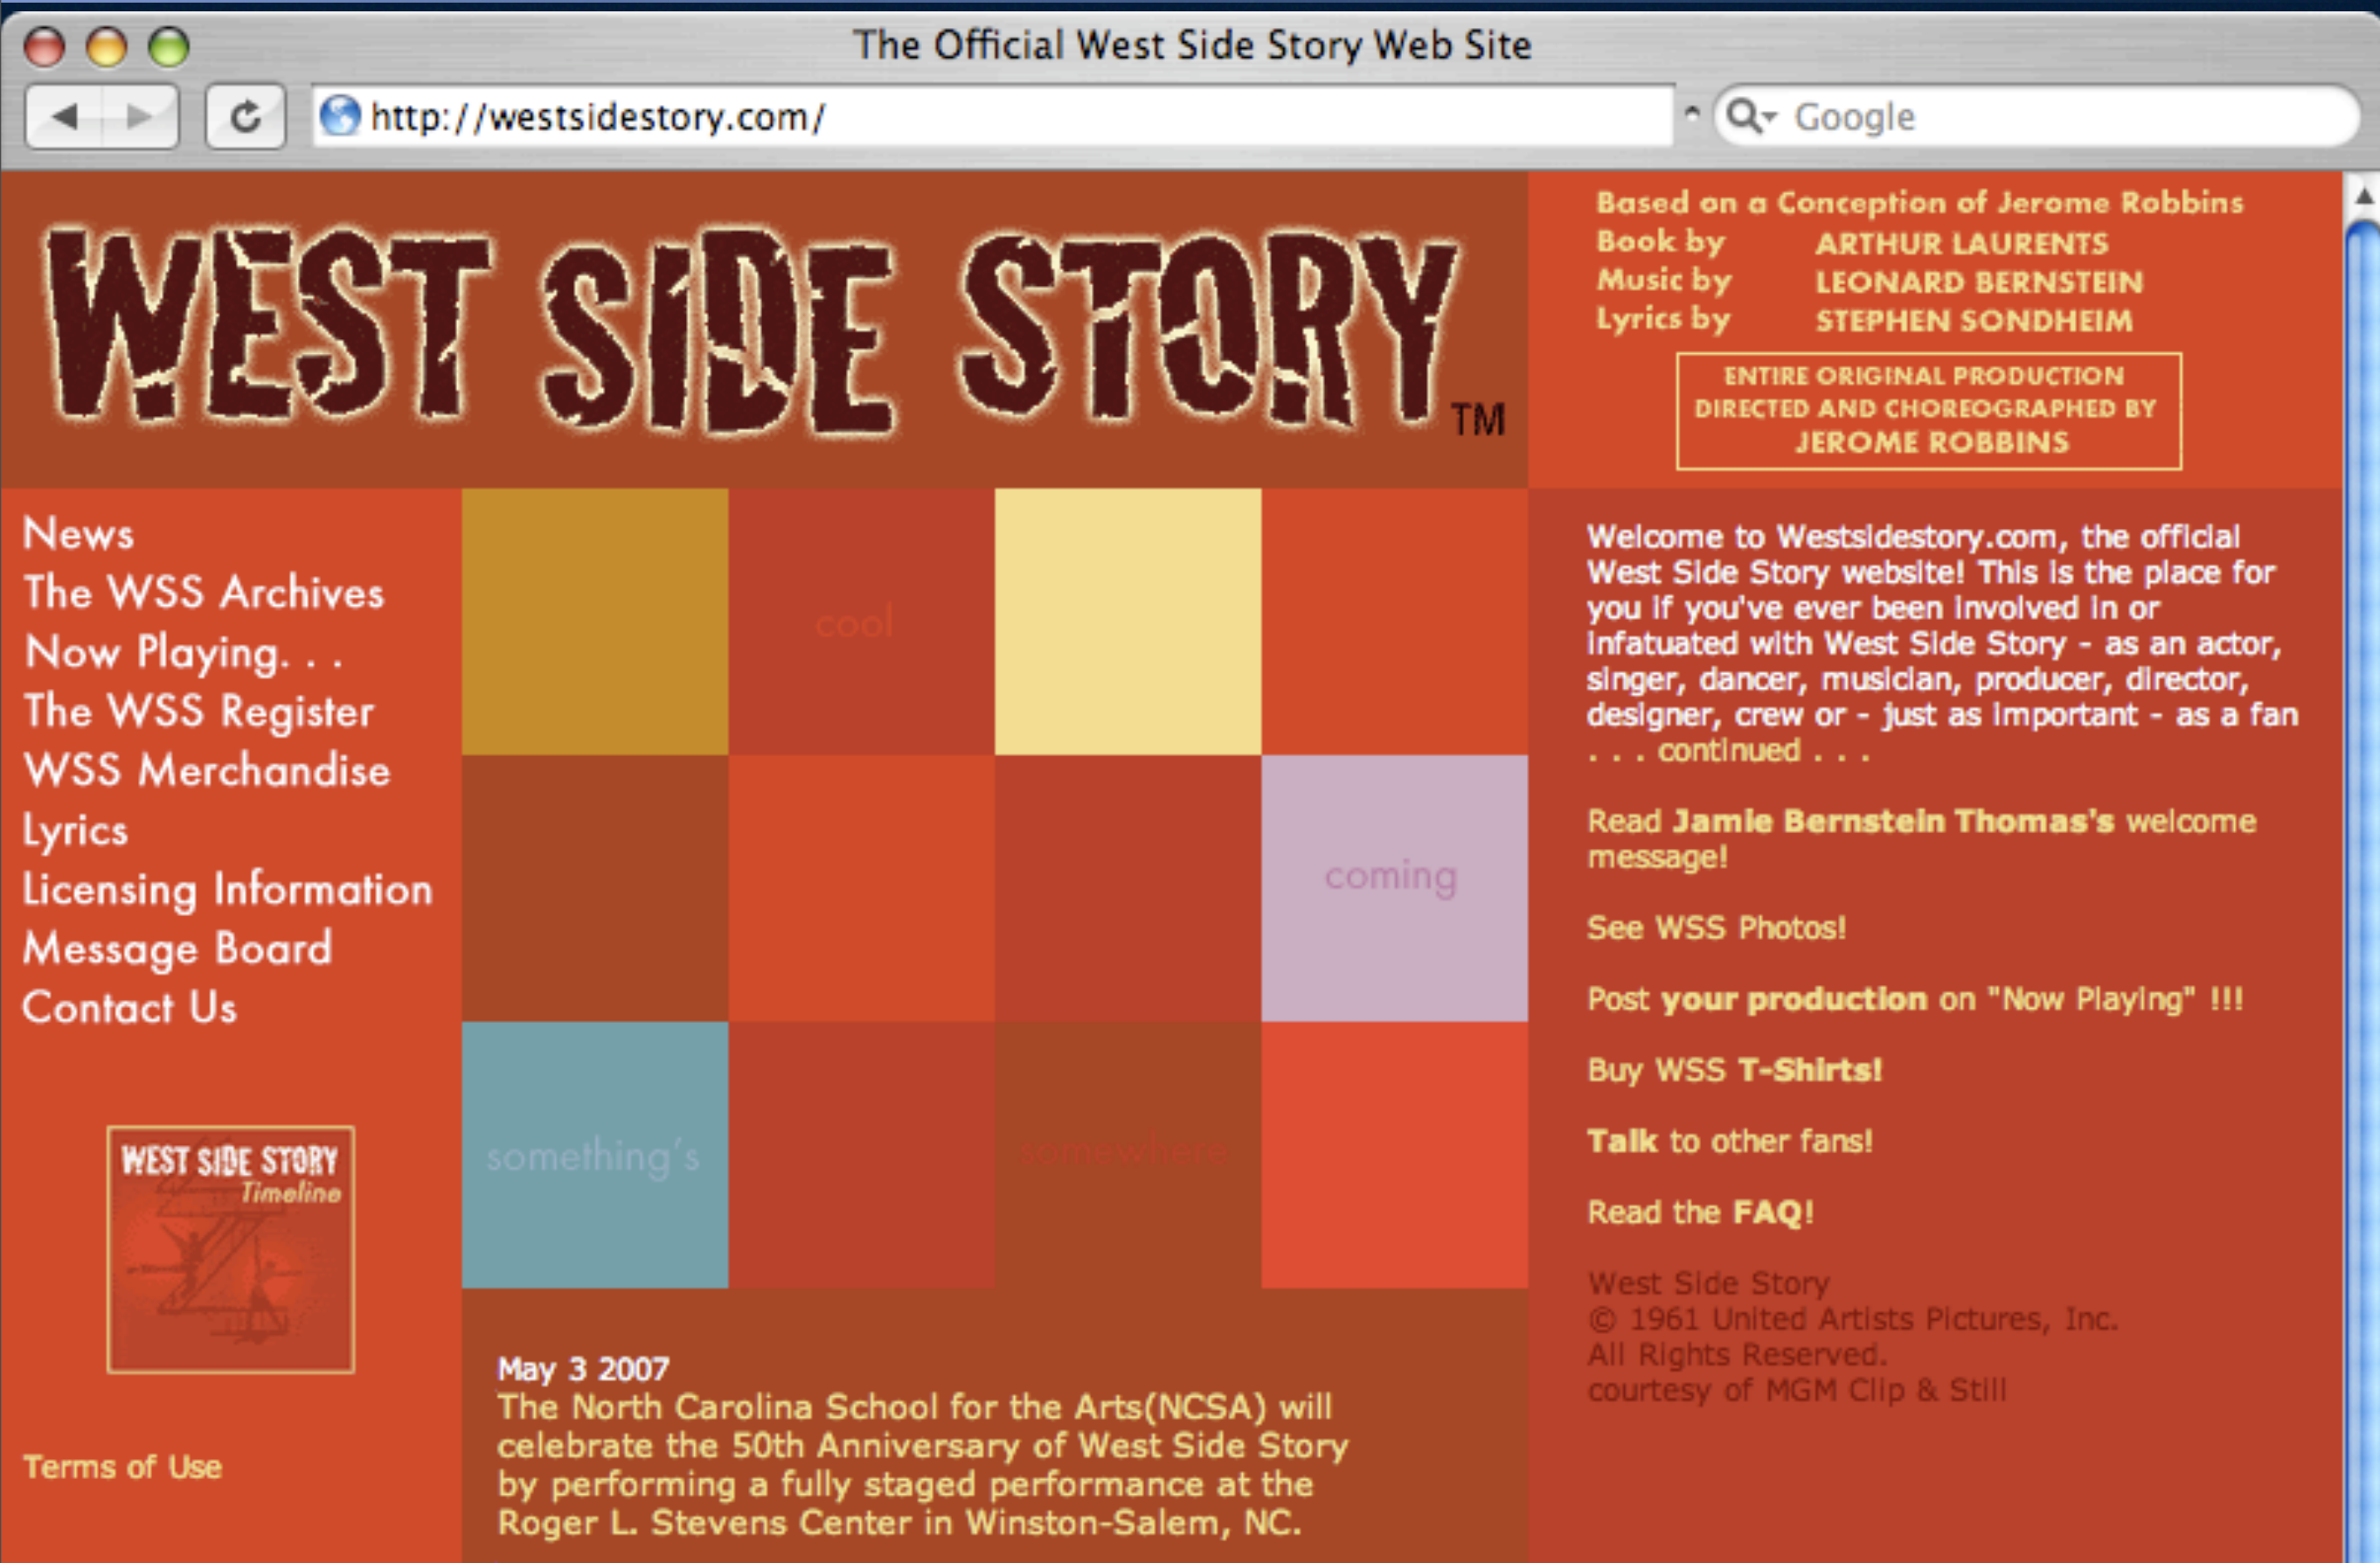 The Official West Side Story Web Site
http://westsidestory.com/
Google
WEST SIDE STORY TM
Based on a Conception of Jerome Robbins
Book by ARTHUR LAURENTS
Music by LEONARD BERNSTEIN
Lyrics by STEPHEN SONDHEIM
ENTIRE ORIGINAL PRODUCTION
DIRECTED AND CHOREOGRAPHED BY
JEROME ROBBINS
News
The WSS Archives
Now Playing. . .
The WSS Register
WSS Merchandise
Lyrics
Licensing Information
Message Board
Contact Us
WEST SIDE STORY
Timeline
Terms of Use
cool
coming
something's
somewhere
May 3 2007
The North Carolina School for the Arts(NCSA) will
celebrate the 50th Anniversary of West Side Story
by performing a fully staged performance at the
Roger L. Stevens Center in Winston-Salem, NC.
Welcome to Westsidestory.com, the official
West Side Story website! This is the place for
you if you've ever been involved in or
infatuated with West Side Story - as an actor,
singer, dancer, musician, producer, director,
designer, crew or - just as important - as a fan
. . . continued . . .
Read Jamie Bernstein Thomas's welcome
message!
See WSS Photos!
Post your production on "Now Playing" !!!
Buy WSS T-Shirts!
Talk to other fans!
Read the FAQ!
West Side Story
© 1961 United Artists Pictures, Inc.
All Rights Reserved.
courtesy of MGM Clip & Still